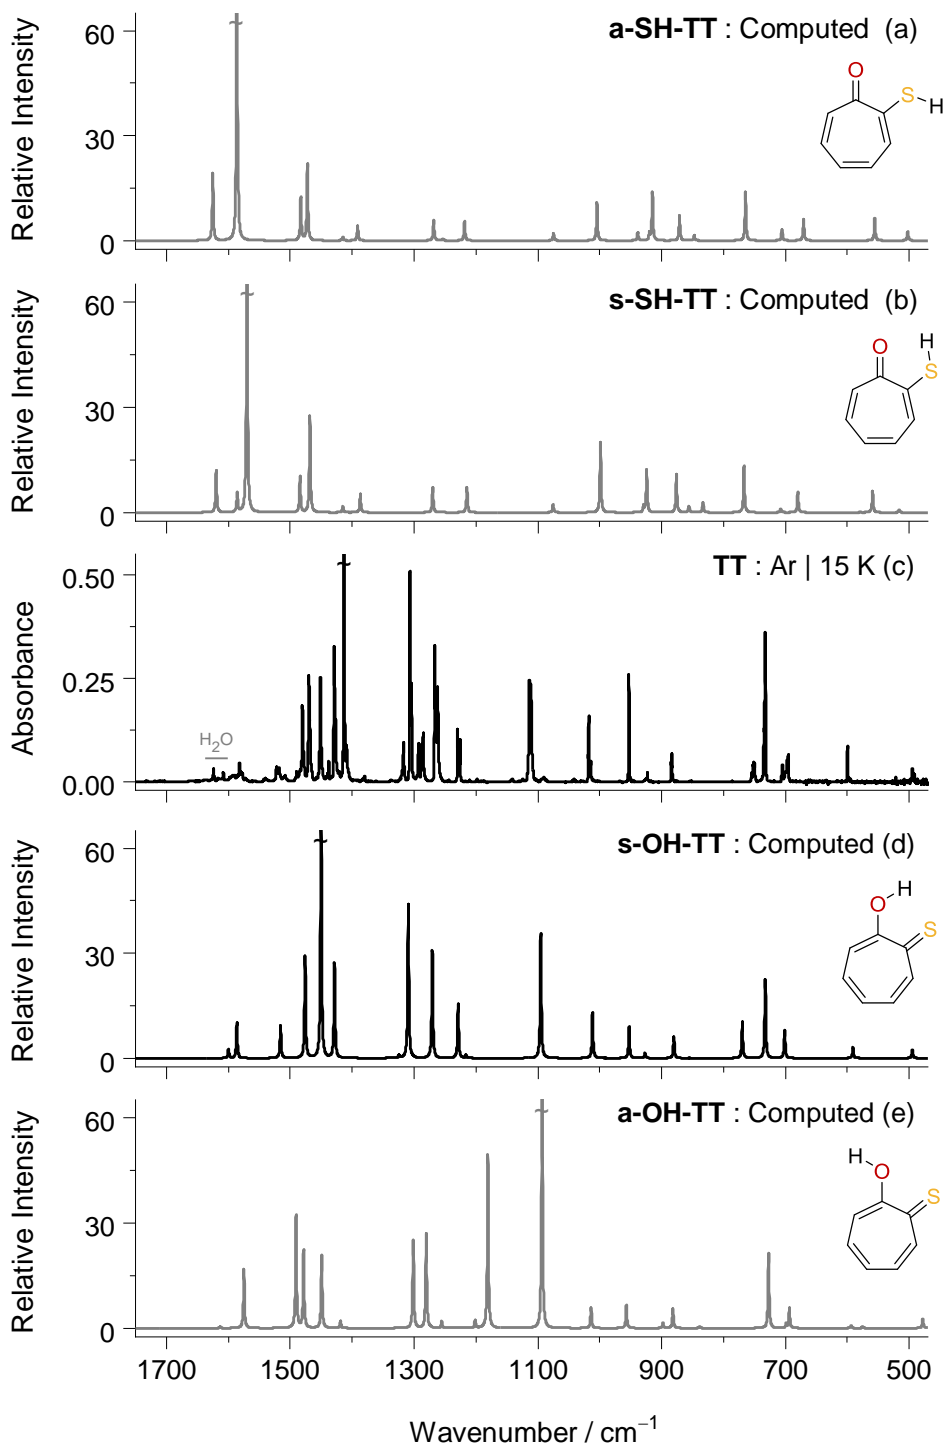 a-SH-TT : Computed (a)
Relative Intensity
60
30
0
~
O
S
H
s-SH-TT : Computed (b)
Relative Intensity
60
30
0
~
H
O
S
TT : Ar | 15 K (c)
Absorbance
0.50
0.25
0.00
~
H₂O
s-OH-TT : Computed (d)
Relative Intensity
60
30
0
~
H
O
S
a-OH-TT : Computed (e)
Relative Intensity
60
30
0
~
H
O
S
1700 1500 1300 1100 900 700 500
Wavenumber / cm⁻¹